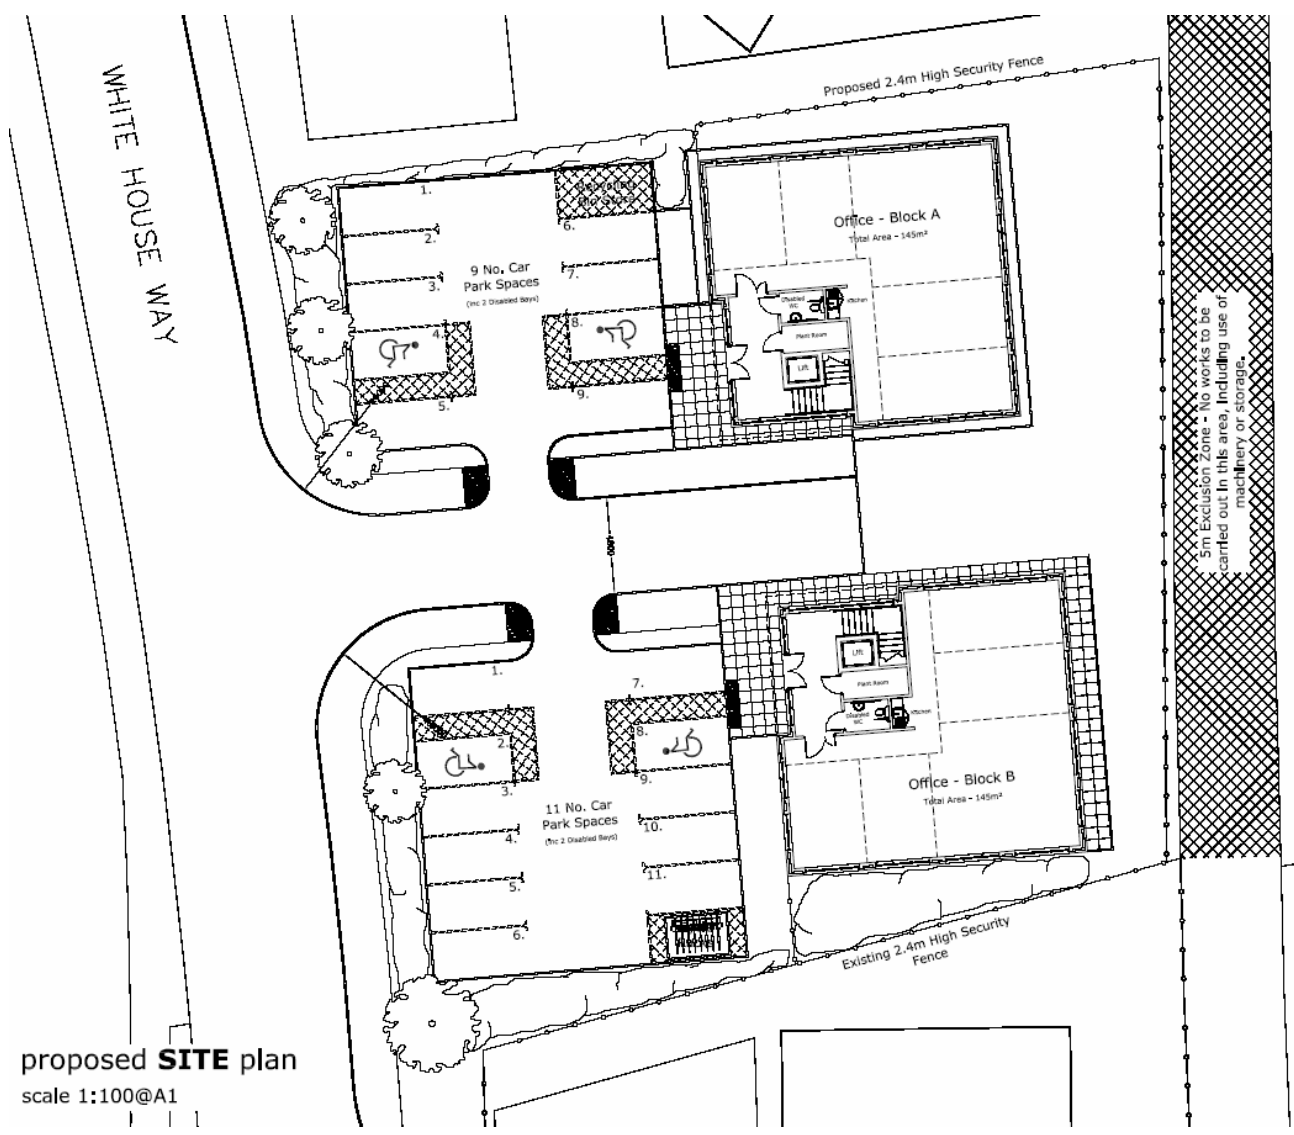 WHITE HOUSE WAY
Proposed 2.4m High Security Fence
1.
2.
3.
4.
5.
6.
7.
8.
9.
9 No. Car
Park Spaces
(inc 2 Disabled Bays)
Office - Block A
Total Area - 145m²
Disabled
WC
Kitchen
Plant Room
Lift
5m Exclusion Zone - No works to be
carried out in this area, including use of
machinery or storage.
1.
2.
3.
4.
5.
6.
7.
8.
9.
10.
11.
11 No. Car
Park Spaces
(inc 2 Disabled Bays)
Lift
Plant Room
Disabled
WC
Kitchen
Office - Block B
Total Area - 145m²
Existing 2.4m High Security
Fence
proposed SITE plan
scale 1:100@A1